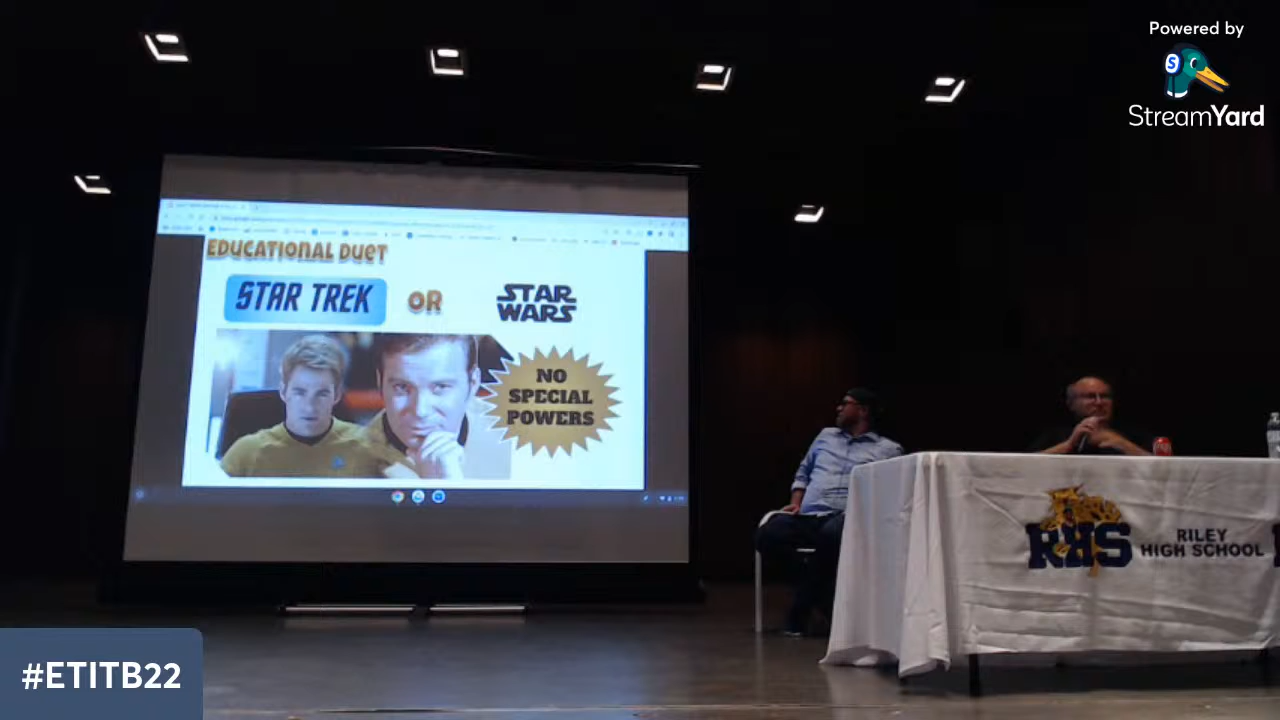 Powered by
StreamYard
EDUCATIONAL DUET
STAR TREK
OR
STAR
WARS
NO
SPECIAL
POWERS
RHS
RILEY
HIGH SCHOOL
#ETITB22